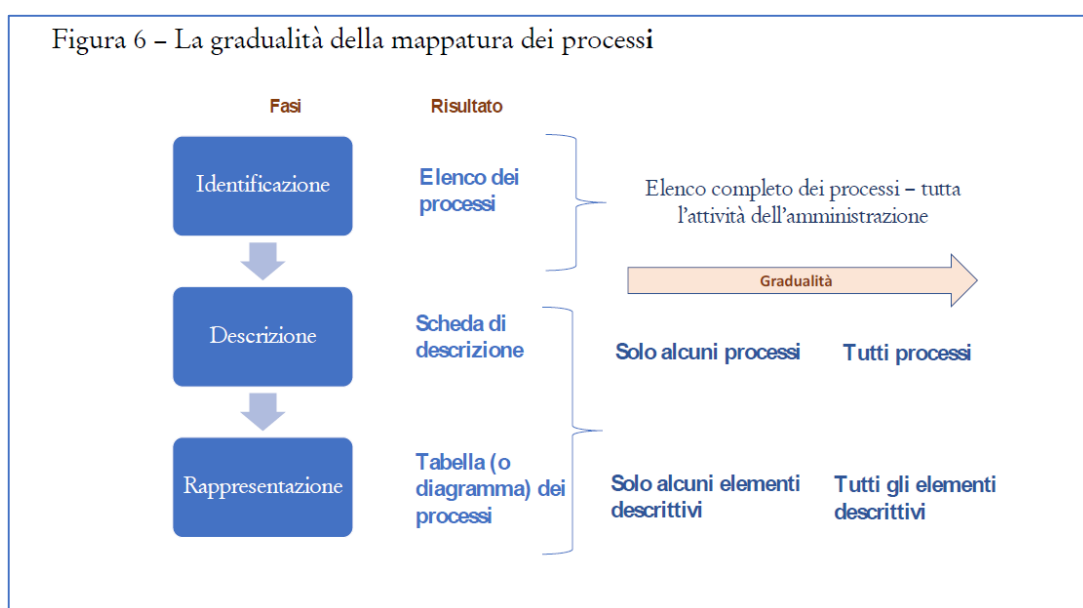 Figura 6 – La gradualità della mappatura dei processi
Fasi
Risultato
Identificazione
Elenco dei
processi
Elenco completo dei processi – tutta
l'attività dell'amministrazione
Gradualità
Descrizione
Scheda di
descrizione
Solo alcuni processi
Tutti processi
Rappresentazione
Tabella (o
diagramma) dei
processi
Solo alcuni elementi
descrittivi
Tutti gli elementi
descrittivi